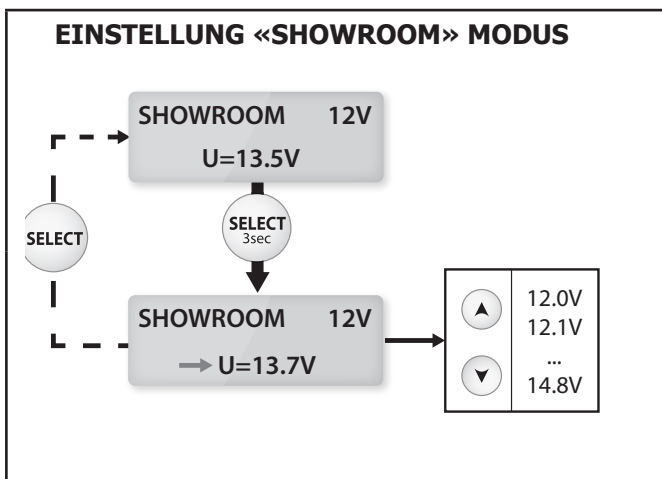 EINSTELLUNG «SHOWROOM» MODUS
SHOWROOM 12V
U=13.5V
SELECT
SELECT
3sec
SHOWROOM 12V
U=13.7V
12.0V
12.1V
...
14.8V